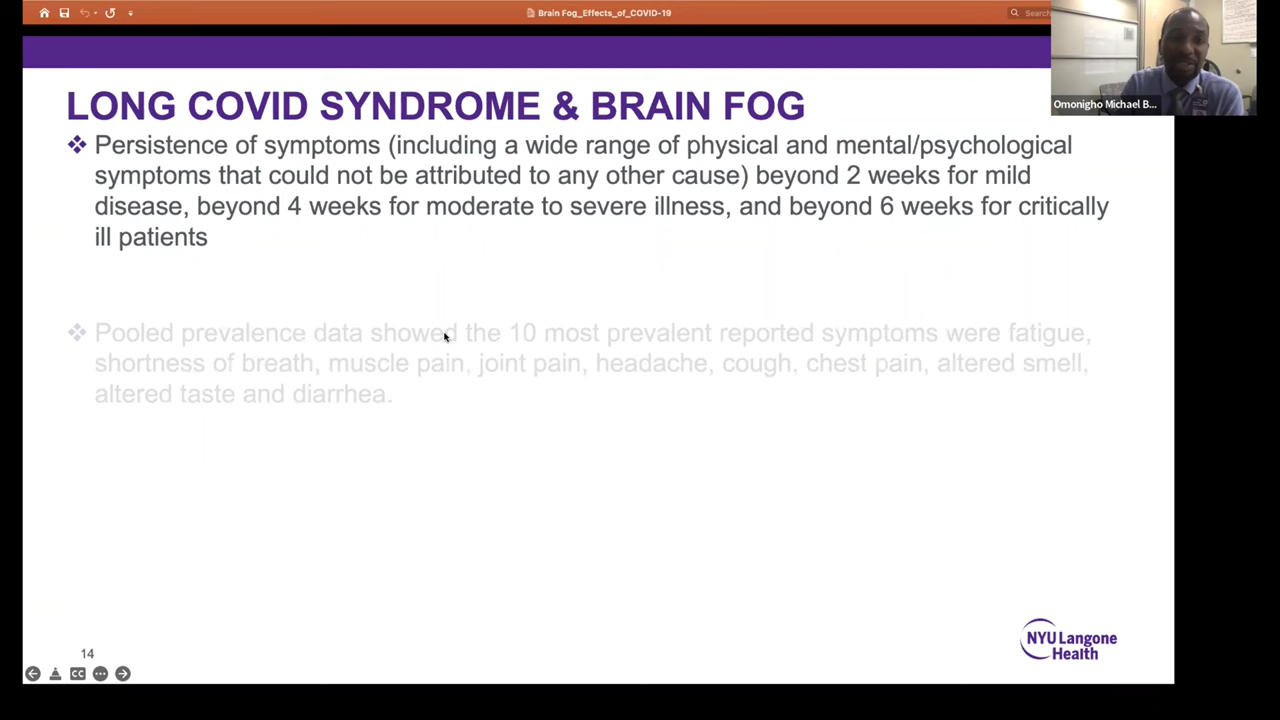 Brain Fog_Effects_of_COVID-19
Search
Omonigho Michael B...
LONG COVID SYNDROME & BRAIN FOG
❖ Persistence of symptoms (including a wide range of physical and mental/psychological
symptoms that could not be attributed to any other cause) beyond 2 weeks for mild
disease, beyond 4 weeks for moderate to severe illness, and beyond 6 weeks for critically
ill patients
❖ Pooled prevalence data showed the 10 most prevalent reported symptoms were fatigue,
shortness of breath, muscle pain, joint pain, headache, cough, chest pain, altered smell,
altered taste and diarrhea.
NYU Langone
Health
14
CC